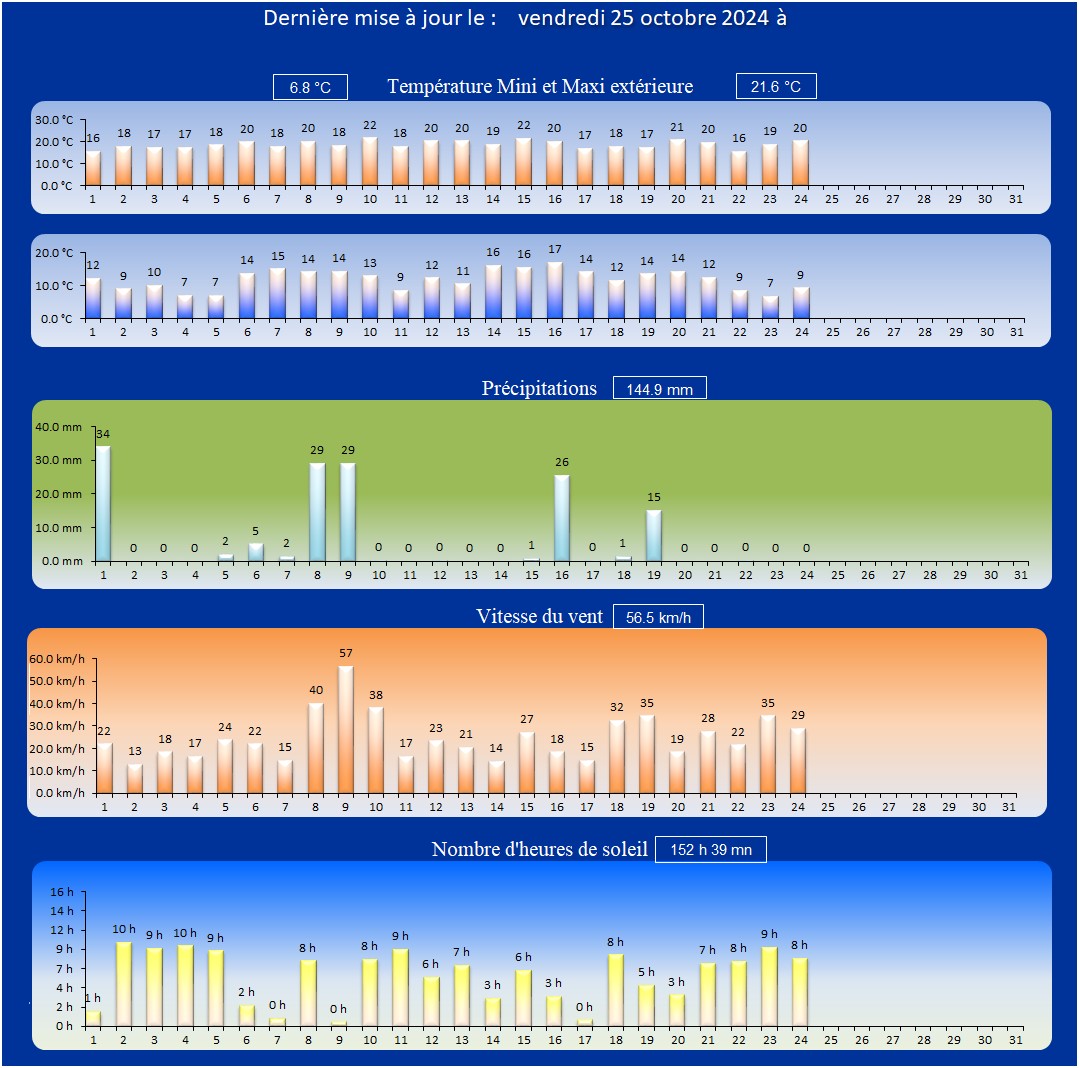 Dernière mise à jour le : vendredi 25 octobre 2024 à
6.8 °C Température Mini et Maxi extérieure 21.6 °C
30.0 °C
20.0 °C
10.0 °C
0.0 °C
16 18 17 17 18 20 18 20 18 22 18 20 20 19 22 20 17 18 17 21 20 16 19 20
1 2 3 4 5 6 7 8 9 10 11 12 13 14 15 16 17 18 19 20 21 22 23 24 25 26 27 28 29 30 31
20.0 °C
10.0 °C
0.0 °C
12 9 10 7 7 14 15 14 14 13 9 12 11 16 16 17 14 12 14 14 12 9 7 9
1 2 3 4 5 6 7 8 9 10 11 12 13 14 15 16 17 18 19 20 21 22 23 24 25 26 27 28 29 30 31
Précipitations 144.9 mm
40.0 mm
30.0 mm
20.0 mm
10.0 mm
0.0 mm
34 0 0 0 2 5 2 29 29 0 0 0 0 0 1 26 0 1 15 0 0 0 0 0
1 2 3 4 5 6 7 8 9 10 11 12 13 14 15 16 17 18 19 20 21 22 23 24 25 26 27 28 29 30 31
Vitesse du vent 56.5 km/h
60.0 km/h
50.0 km/h
40.0 km/h
30.0 km/h
20.0 km/h
10.0 km/h
0.0 km/h
22 13 18 17 24 22 15 40 57 38 17 23 21 14 27 18 15 32 35 19 28 22 35 29
1 2 3 4 5 6 7 8 9 10 11 12 13 14 15 16 17 18 19 20 21 22 23 24 25 26 27 28 29 30 31
Nombre d'heures de soleil 152 h 39 mn
16 h
14 h
12 h
9 h
7 h
4 h
2 h
0 h
1 h 10 h 9 h 10 h 9 h 2 h 0 h 8 h 0 h 8 h 9 h 6 h 7 h 3 h 6 h 3 h 0 h 8 h 5 h 3 h 7 h 8 h 9 h 8 h
1 2 3 4 5 6 7 8 9 10 11 12 13 14 15 16 17 18 19 20 21 22 23 24 25 26 27 28 29 30 31